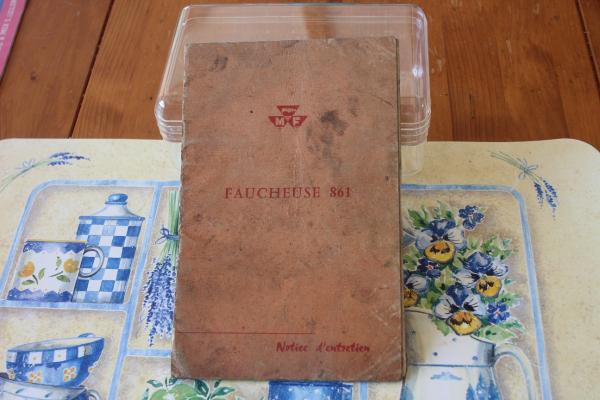 MF
FAUCHEUSE 861
Notice d'entretien